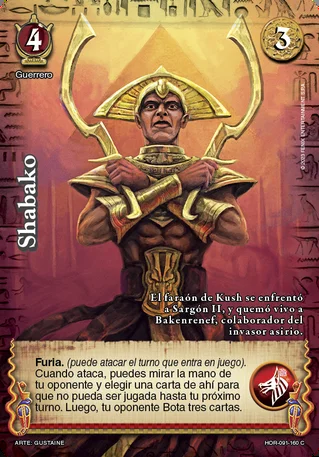 4
3
Guerrero
Shabako
©2013 FENIX ENTERTAINMENT S.P.A.
El faraón de Kush se enfrentó
a Sargón II, y quemó vivo a
Bakenrenef, colaborador del
invasor asirio.
Furia. (puede atacar el turno que entra en juego).
Cuando ataca, puedes mirar la mano de
tu oponente y elegir una carta de ahí para
que no pueda ser jugada hasta tu próximo
turno. Luego, tu oponente Bota tres cartas.
ARTE: GUSTAINE
HOR-091-160 C